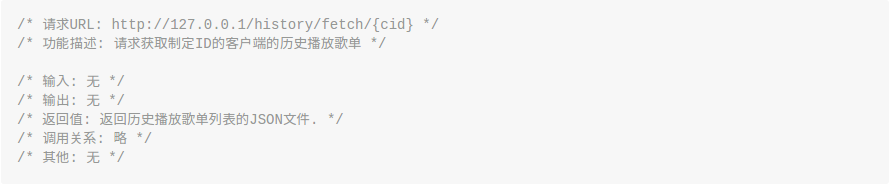 /* 请求URL: http://127.0.0.1/history/fetch/{cid} */
/* 功能描述: 请求获取制定ID的客户端的历史播放歌单 */
/* 输入: 无 */
/* 输出: 无 */
/* 返回值: 返回历史播放歌单列表的JSON文件. */
/* 调用关系: 略 */
/* 其他: 无 */